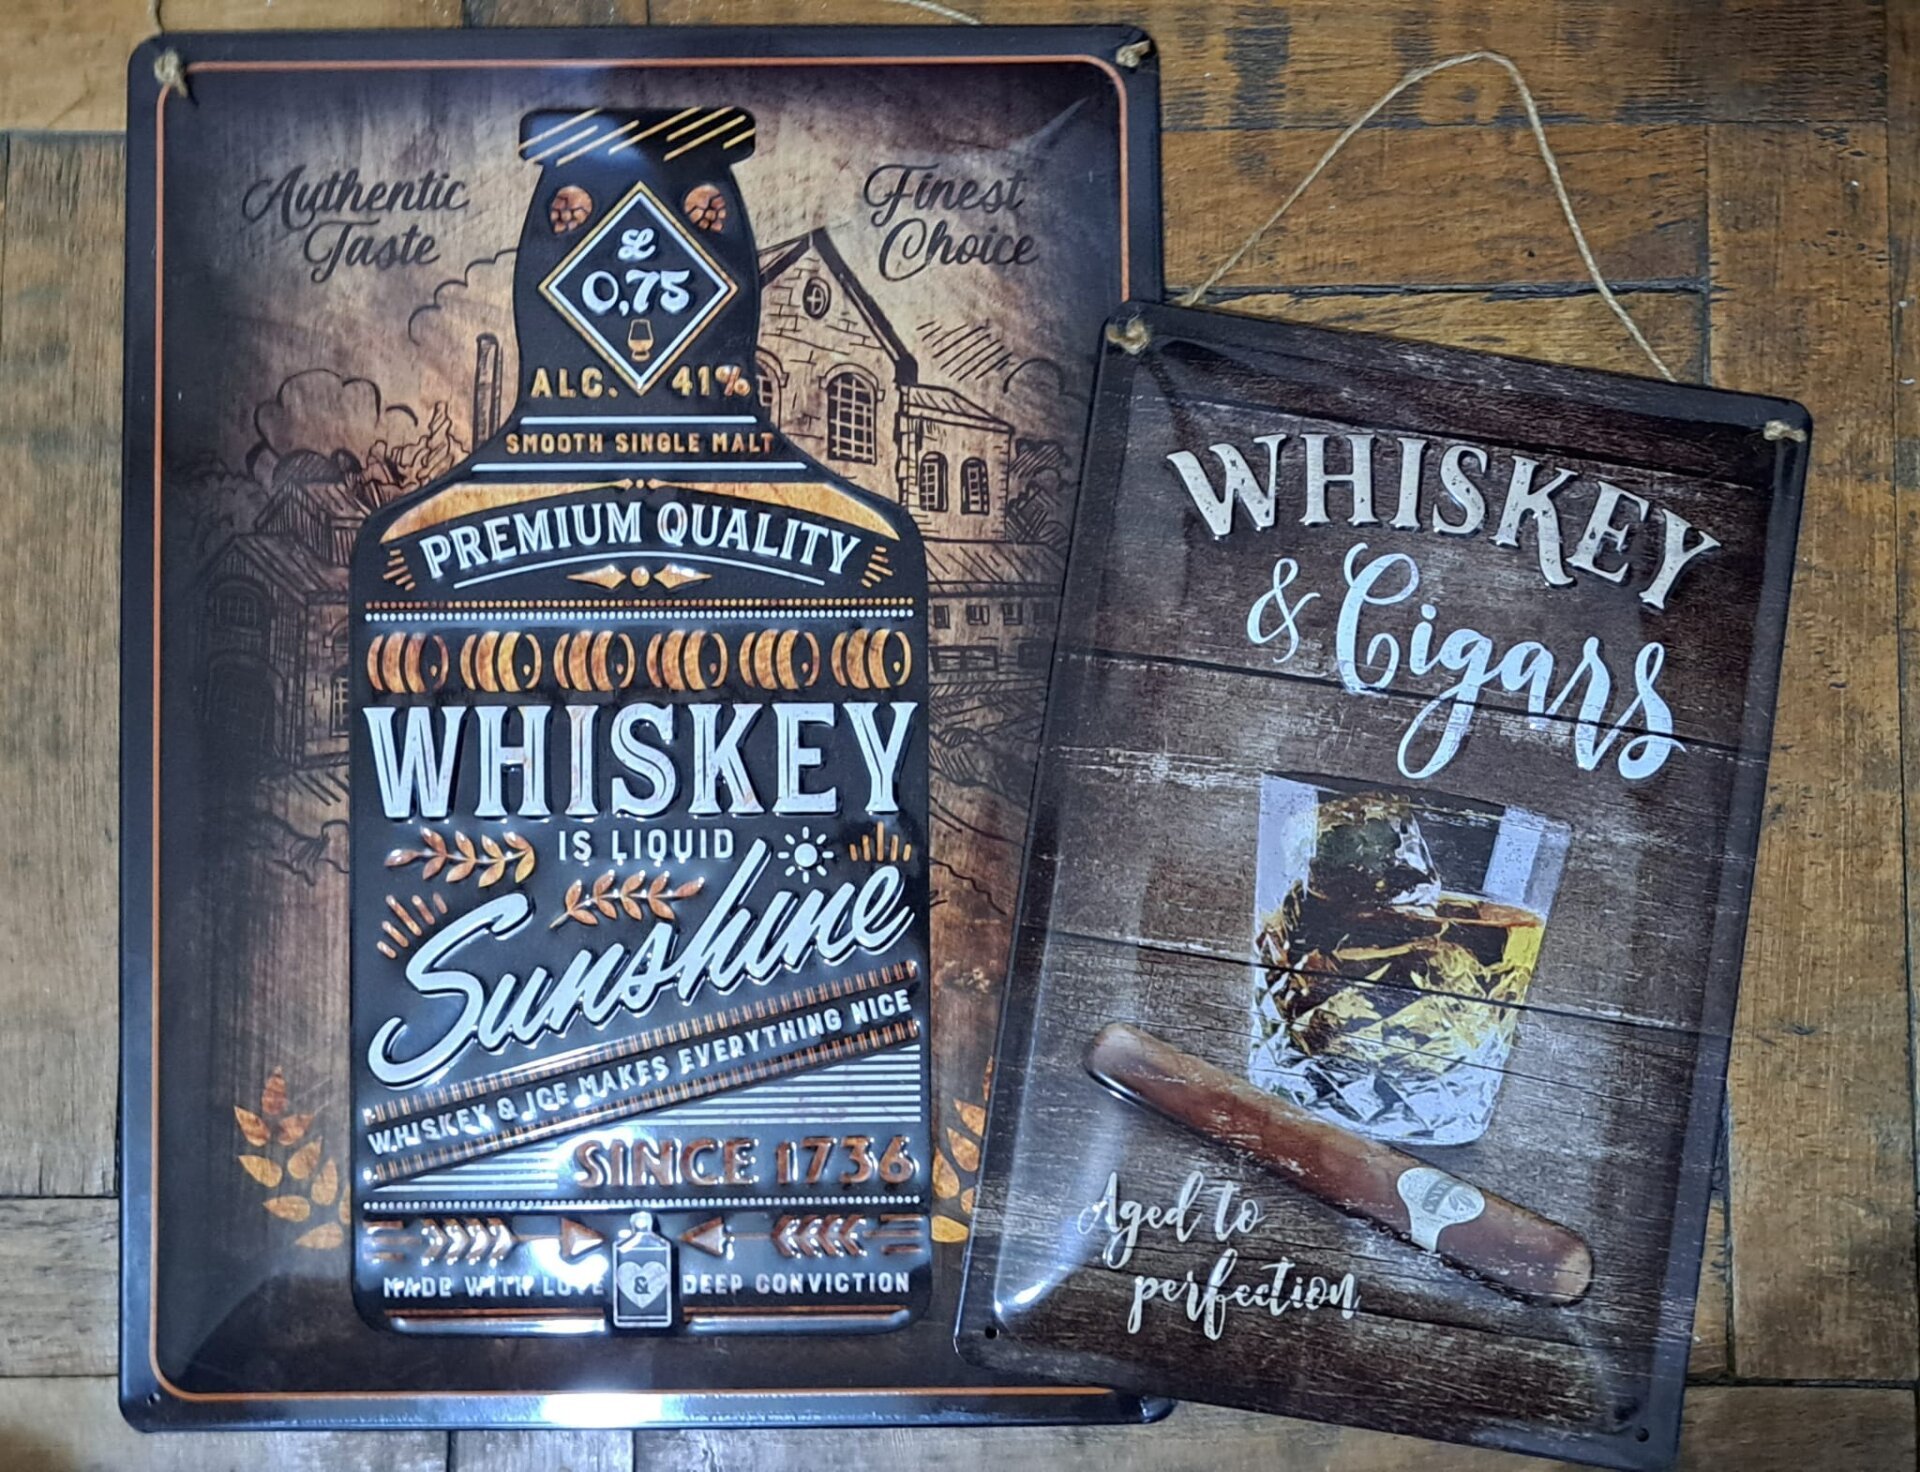 Authentic
Taste
Finest
Choice
L
0,75
ALC. 41%
SMOOTH SINGLE MALT
PREMIUM QUALITY
WHISKEY
IS LIQUID
Sunshine
WHISKEY & ICE MAKES EVERYTHING NICE
SINCE 1736
MADE WITH LOVE & DEEP CONVICTION
WHISKEY
& Cigars
Aged to
perfection